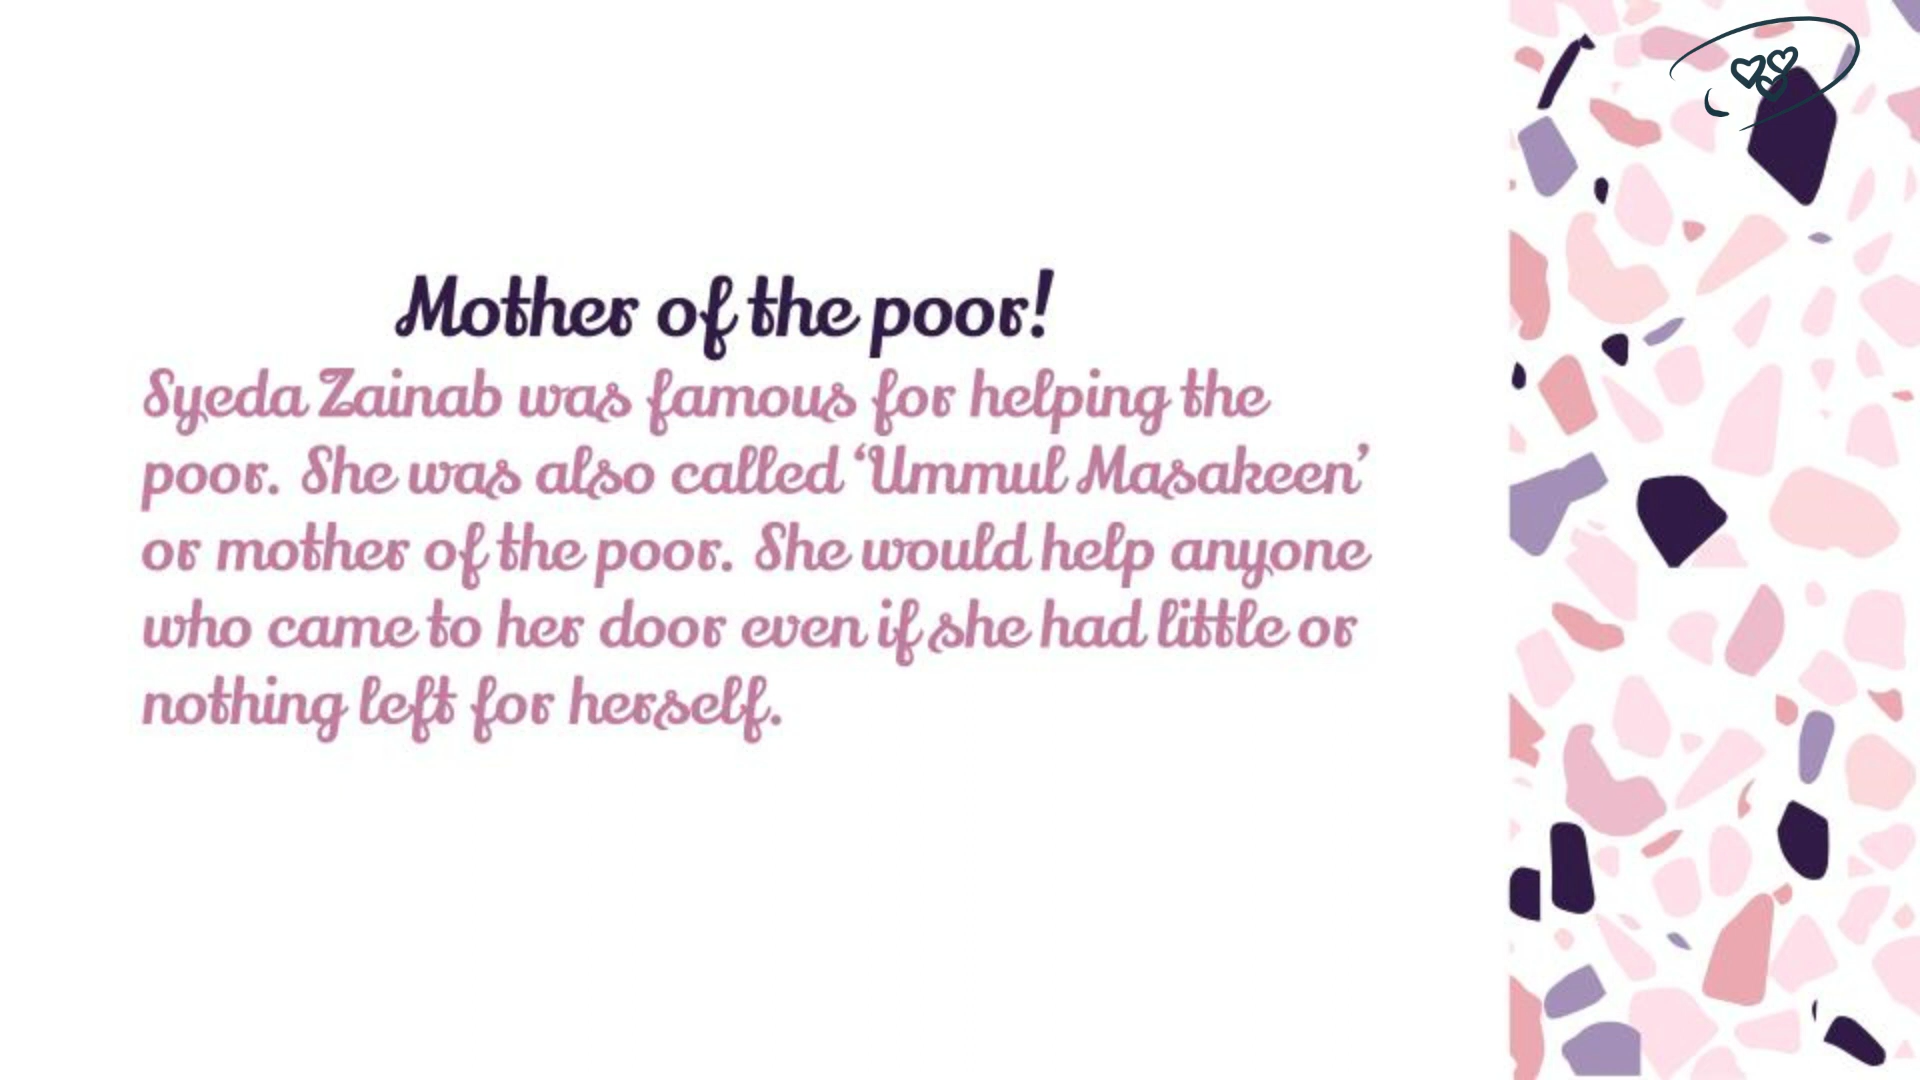 Mother of the poor!
Syeda Zainab was famous for helping the
poor. She was also called ‘Ummul Masakeen’
or mother of the poor. She would help anyone
who came to her door even if she had little or
nothing left for herself.